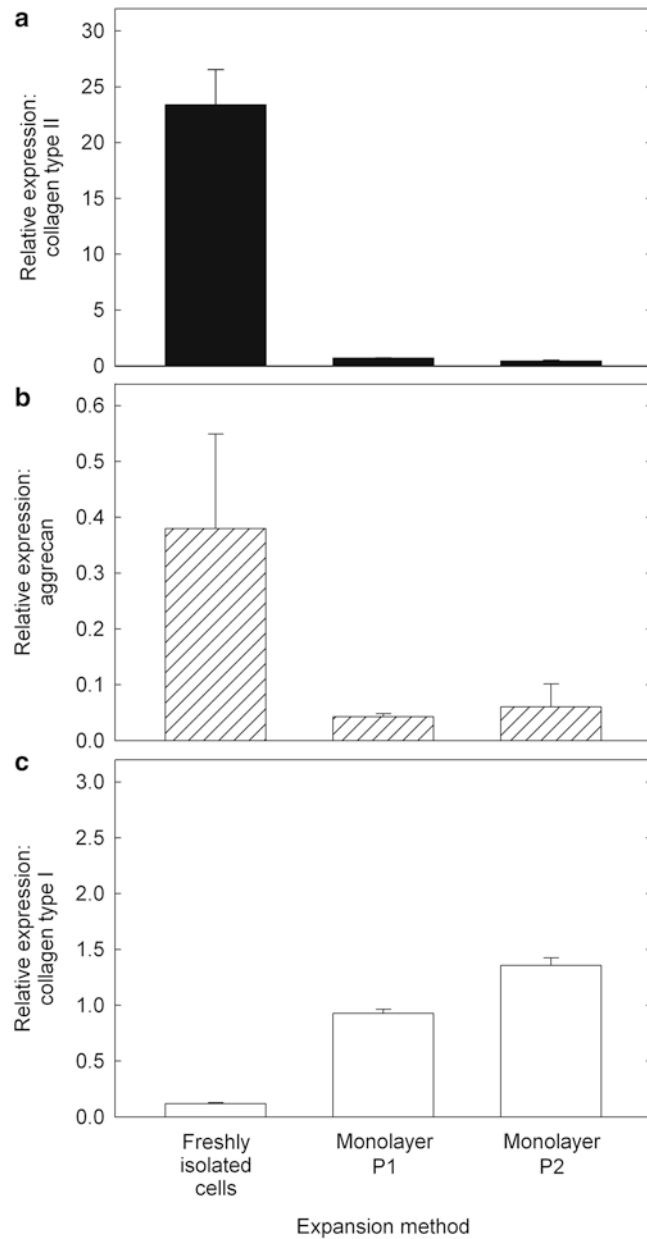 a
Relative expression:
collagen type II
30
25
20
15
10
5
0
b
Relative expression:
aggrecan
0.6
0.5
0.4
0.3
0.2
0.1
0.0
c
Relative expression:
collagen type I
3.0
2.5
2.0
1.5
1.0
0.5
0.0
Freshly
isolated
cells
Monolayer
P1
Monolayer
P2
Expansion method